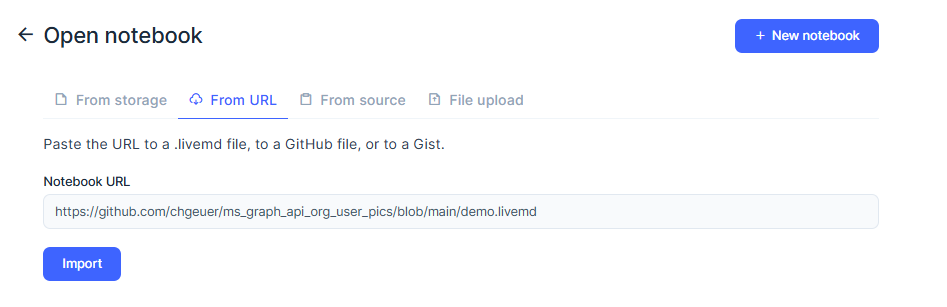 Open notebook
+ New notebook
From storage From URL From source File upload
Paste the URL to a .livemd file, to a GitHub file, or to a Gist.
Notebook URL
https://github.com/chgeuer/ms_graph_api_org_user_pics/blob/main/demo.livemd
Import